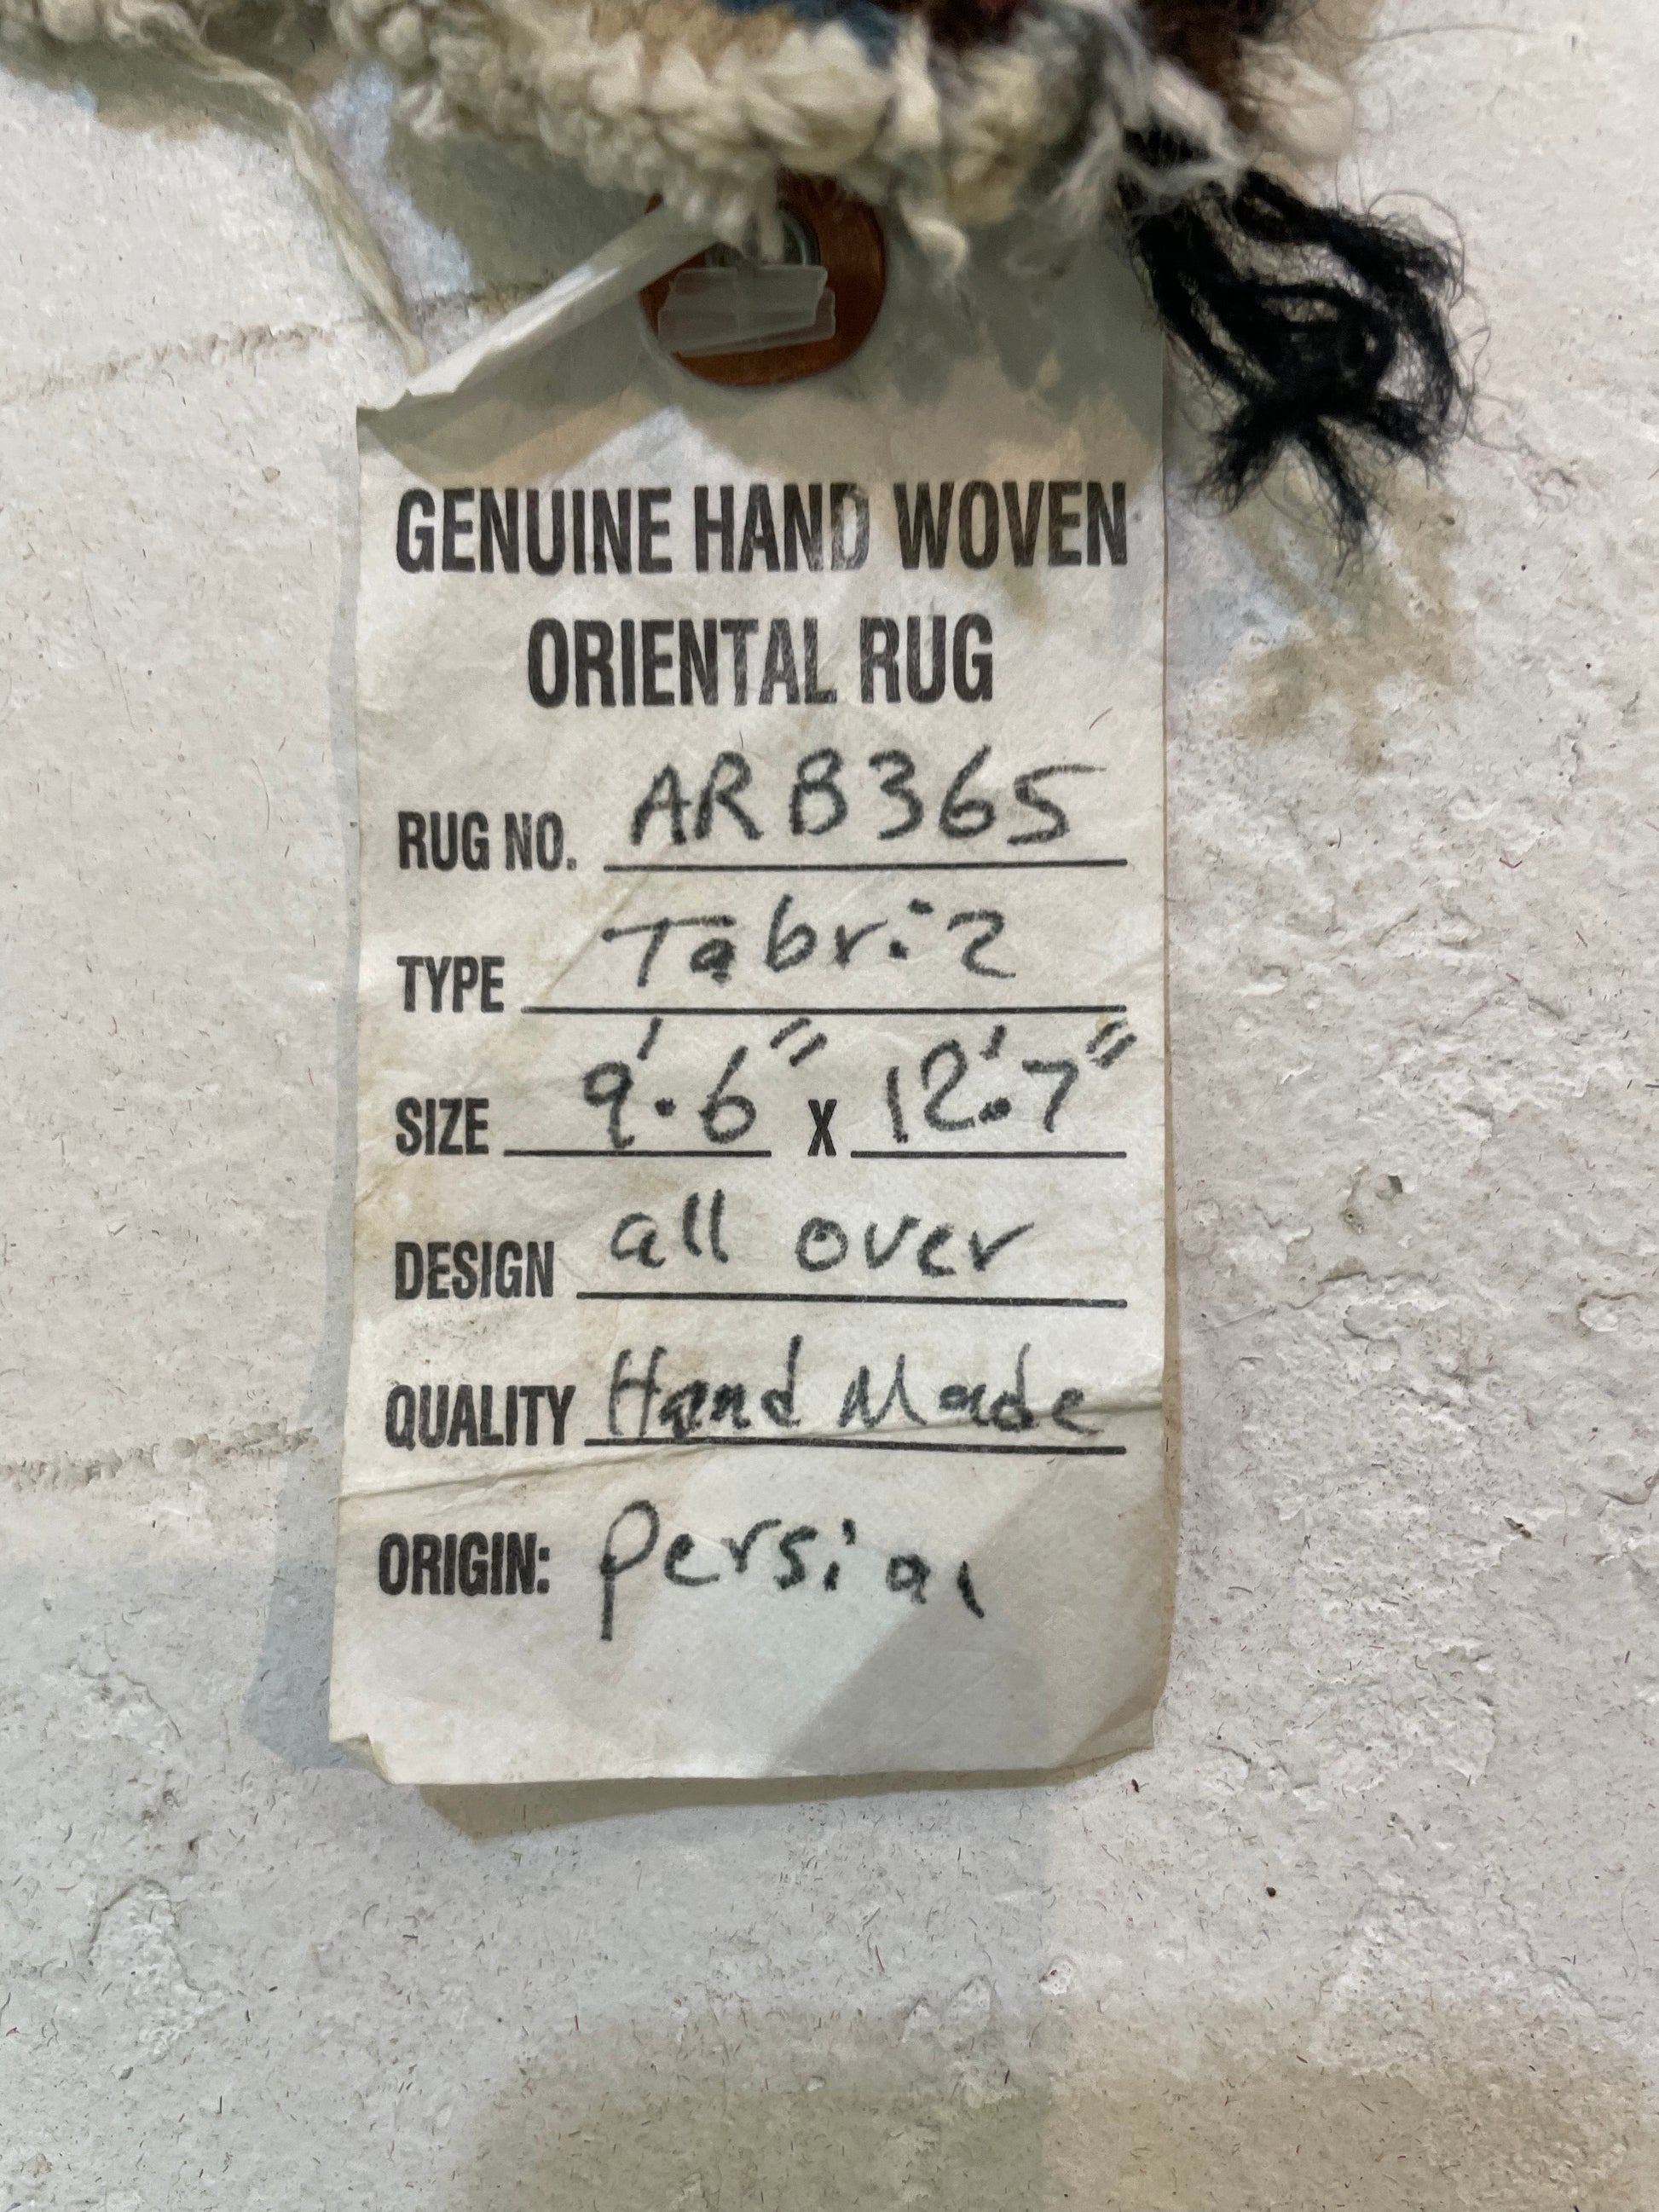 GENUINE HAND WOVEN
ORIENTAL RUG
RUG NO. ARB365
TYPE Tabriz
SIZE 9'.6" X 12'.7"
DESIGN all over
QUALITY Hand Made
ORIGIN: Persian